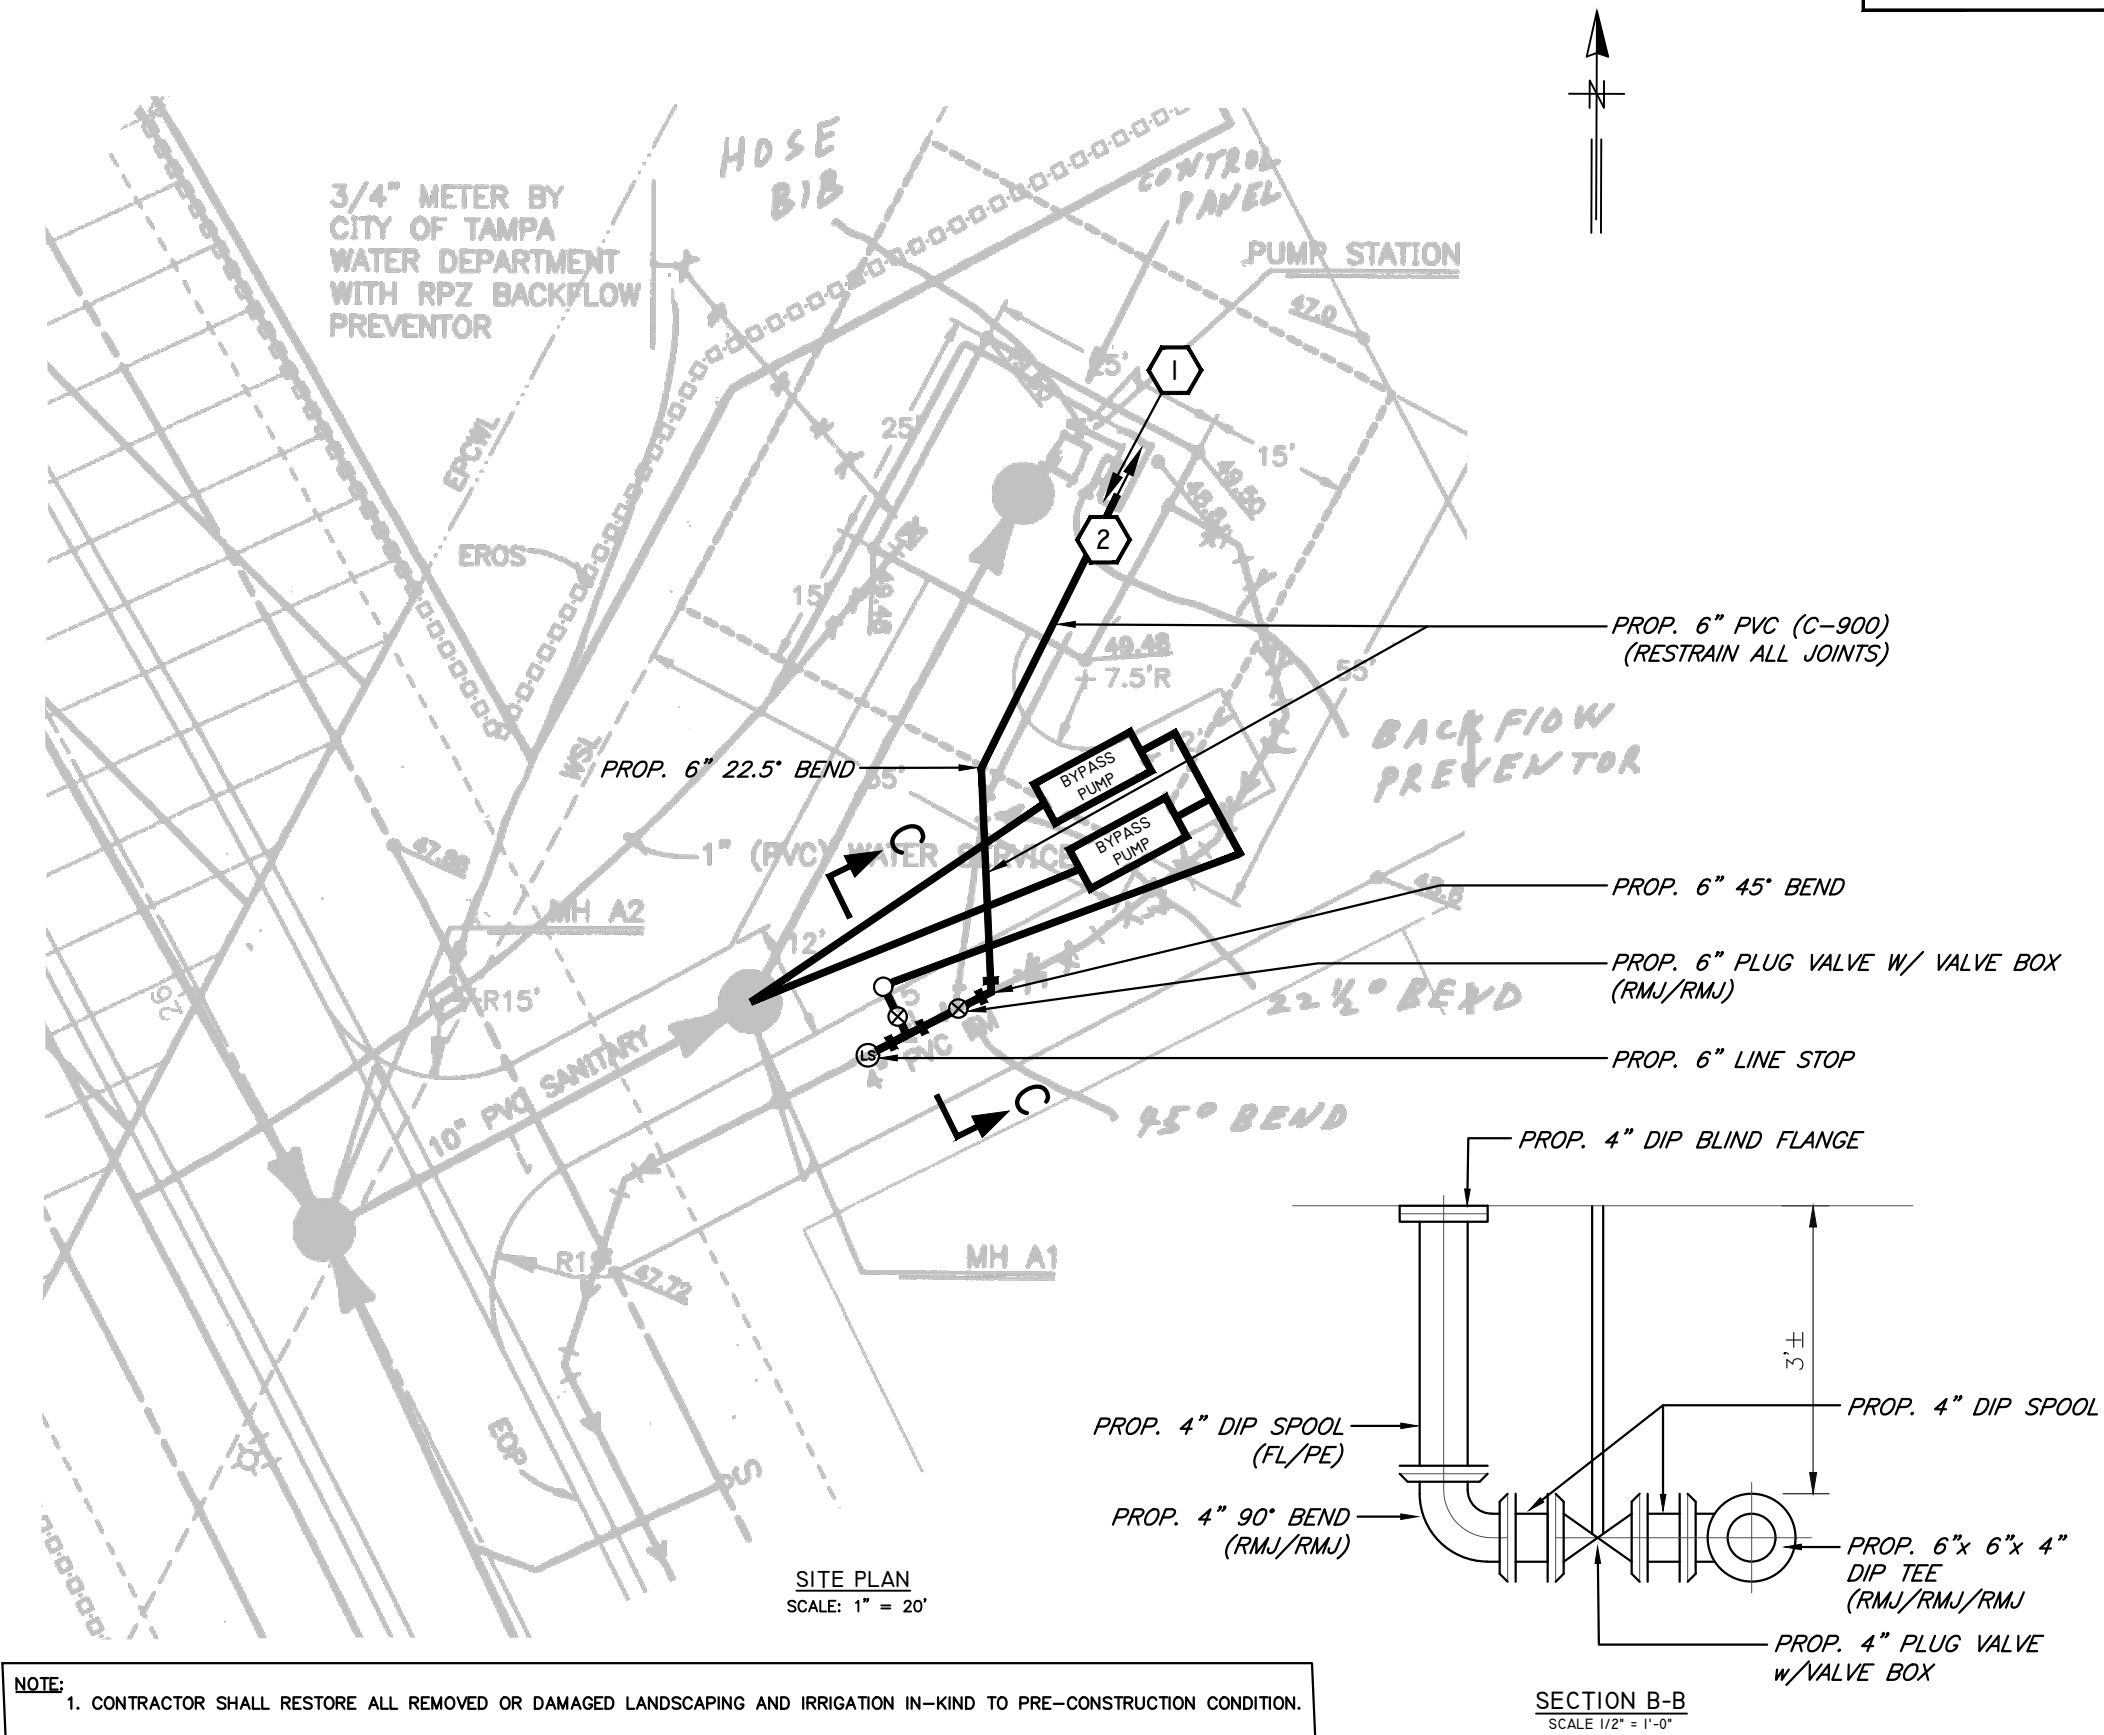 N
HOSE
BIB
CONTROL
PANEL
3/4" METER BY
CITY OF TAMPA
WATER DEPARTMENT
WITH RPZ BACKFLOW
PREVENTOR
PUMP STATION
47.0
1
25'
25'
15'
EPCWL
2
EROS
15'
49.48
49.48
7.5'R
55'
PROP. 6" PVC (C-900)
(RESTRAIN ALL JOINTS)
BACKFLOW
PREVENTOR
WSL
PROP. 6" 22.5° BEND
BYPASS
PUMP
BYPASS
PUMP
C
1" (PVC) WATER SERVICE
PROP. 6" 45° BEND
MH A2
12'
PROP. 6" PLUG VALVE W/ VALVE BOX
(RMJ/RMJ)
R15'
22 ½° BEND
LS
4" PVC FM
PROP. 6" LINE STOP
10" PVC SANITARY
C
45° BEND
PROP. 4" DIP BLIND FLANGE
MH A1
47.72
3'±
PROP. 4" DIP SPOOL
(FL/PE)
PROP. 4" DIP SPOOL
EOP
PROP. 4" 90° BEND
(RMJ/RMJ)
PROP. 6"x 6"x 4"
DIP TEE
(RMJ/RMJ/RMJ
PROP. 4" PLUG VALVE
w/VALVE BOX
SITE PLAN
SCALE: 1" = 20'
SECTION B-B
SCALE 1/2" = 1'-0"
NOTE:
1. CONTRACTOR SHALL RESTORE ALL REMOVED OR DAMAGED LANDSCAPING AND IRRIGATION IN-KIND TO PRE-CONSTRUCTION CONDITION.